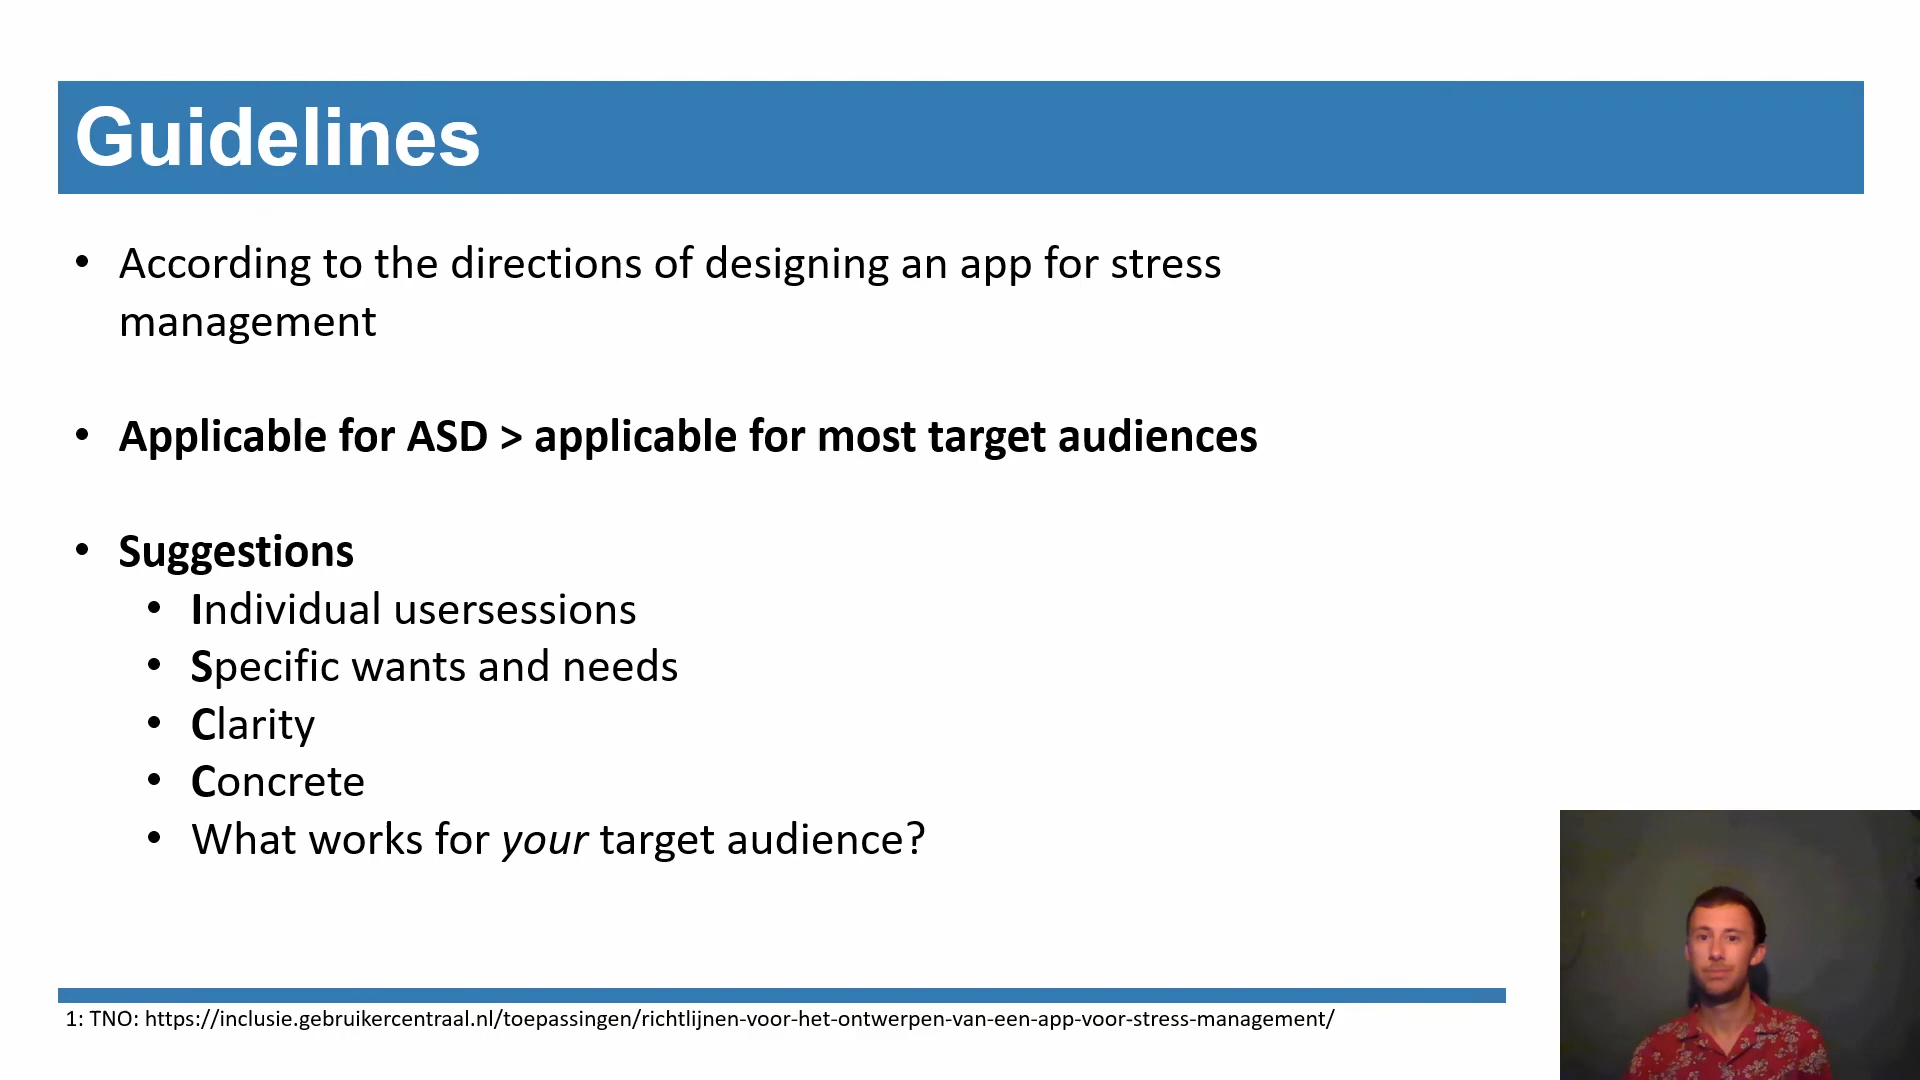 Guidelines
• According to the directions of designing an app for stress
management
• Applicable for ASD > applicable for most target audiences
• Suggestions
• Individual usersessions
• Specific wants and needs
• Clarity
• Concrete
• What works for your target audience?
1: TNO: https://inclusie.gebruikercentraal.nl/toepassingen/richtlijnen-voor-het-ontwerpen-van-een-app-voor-stress-management/